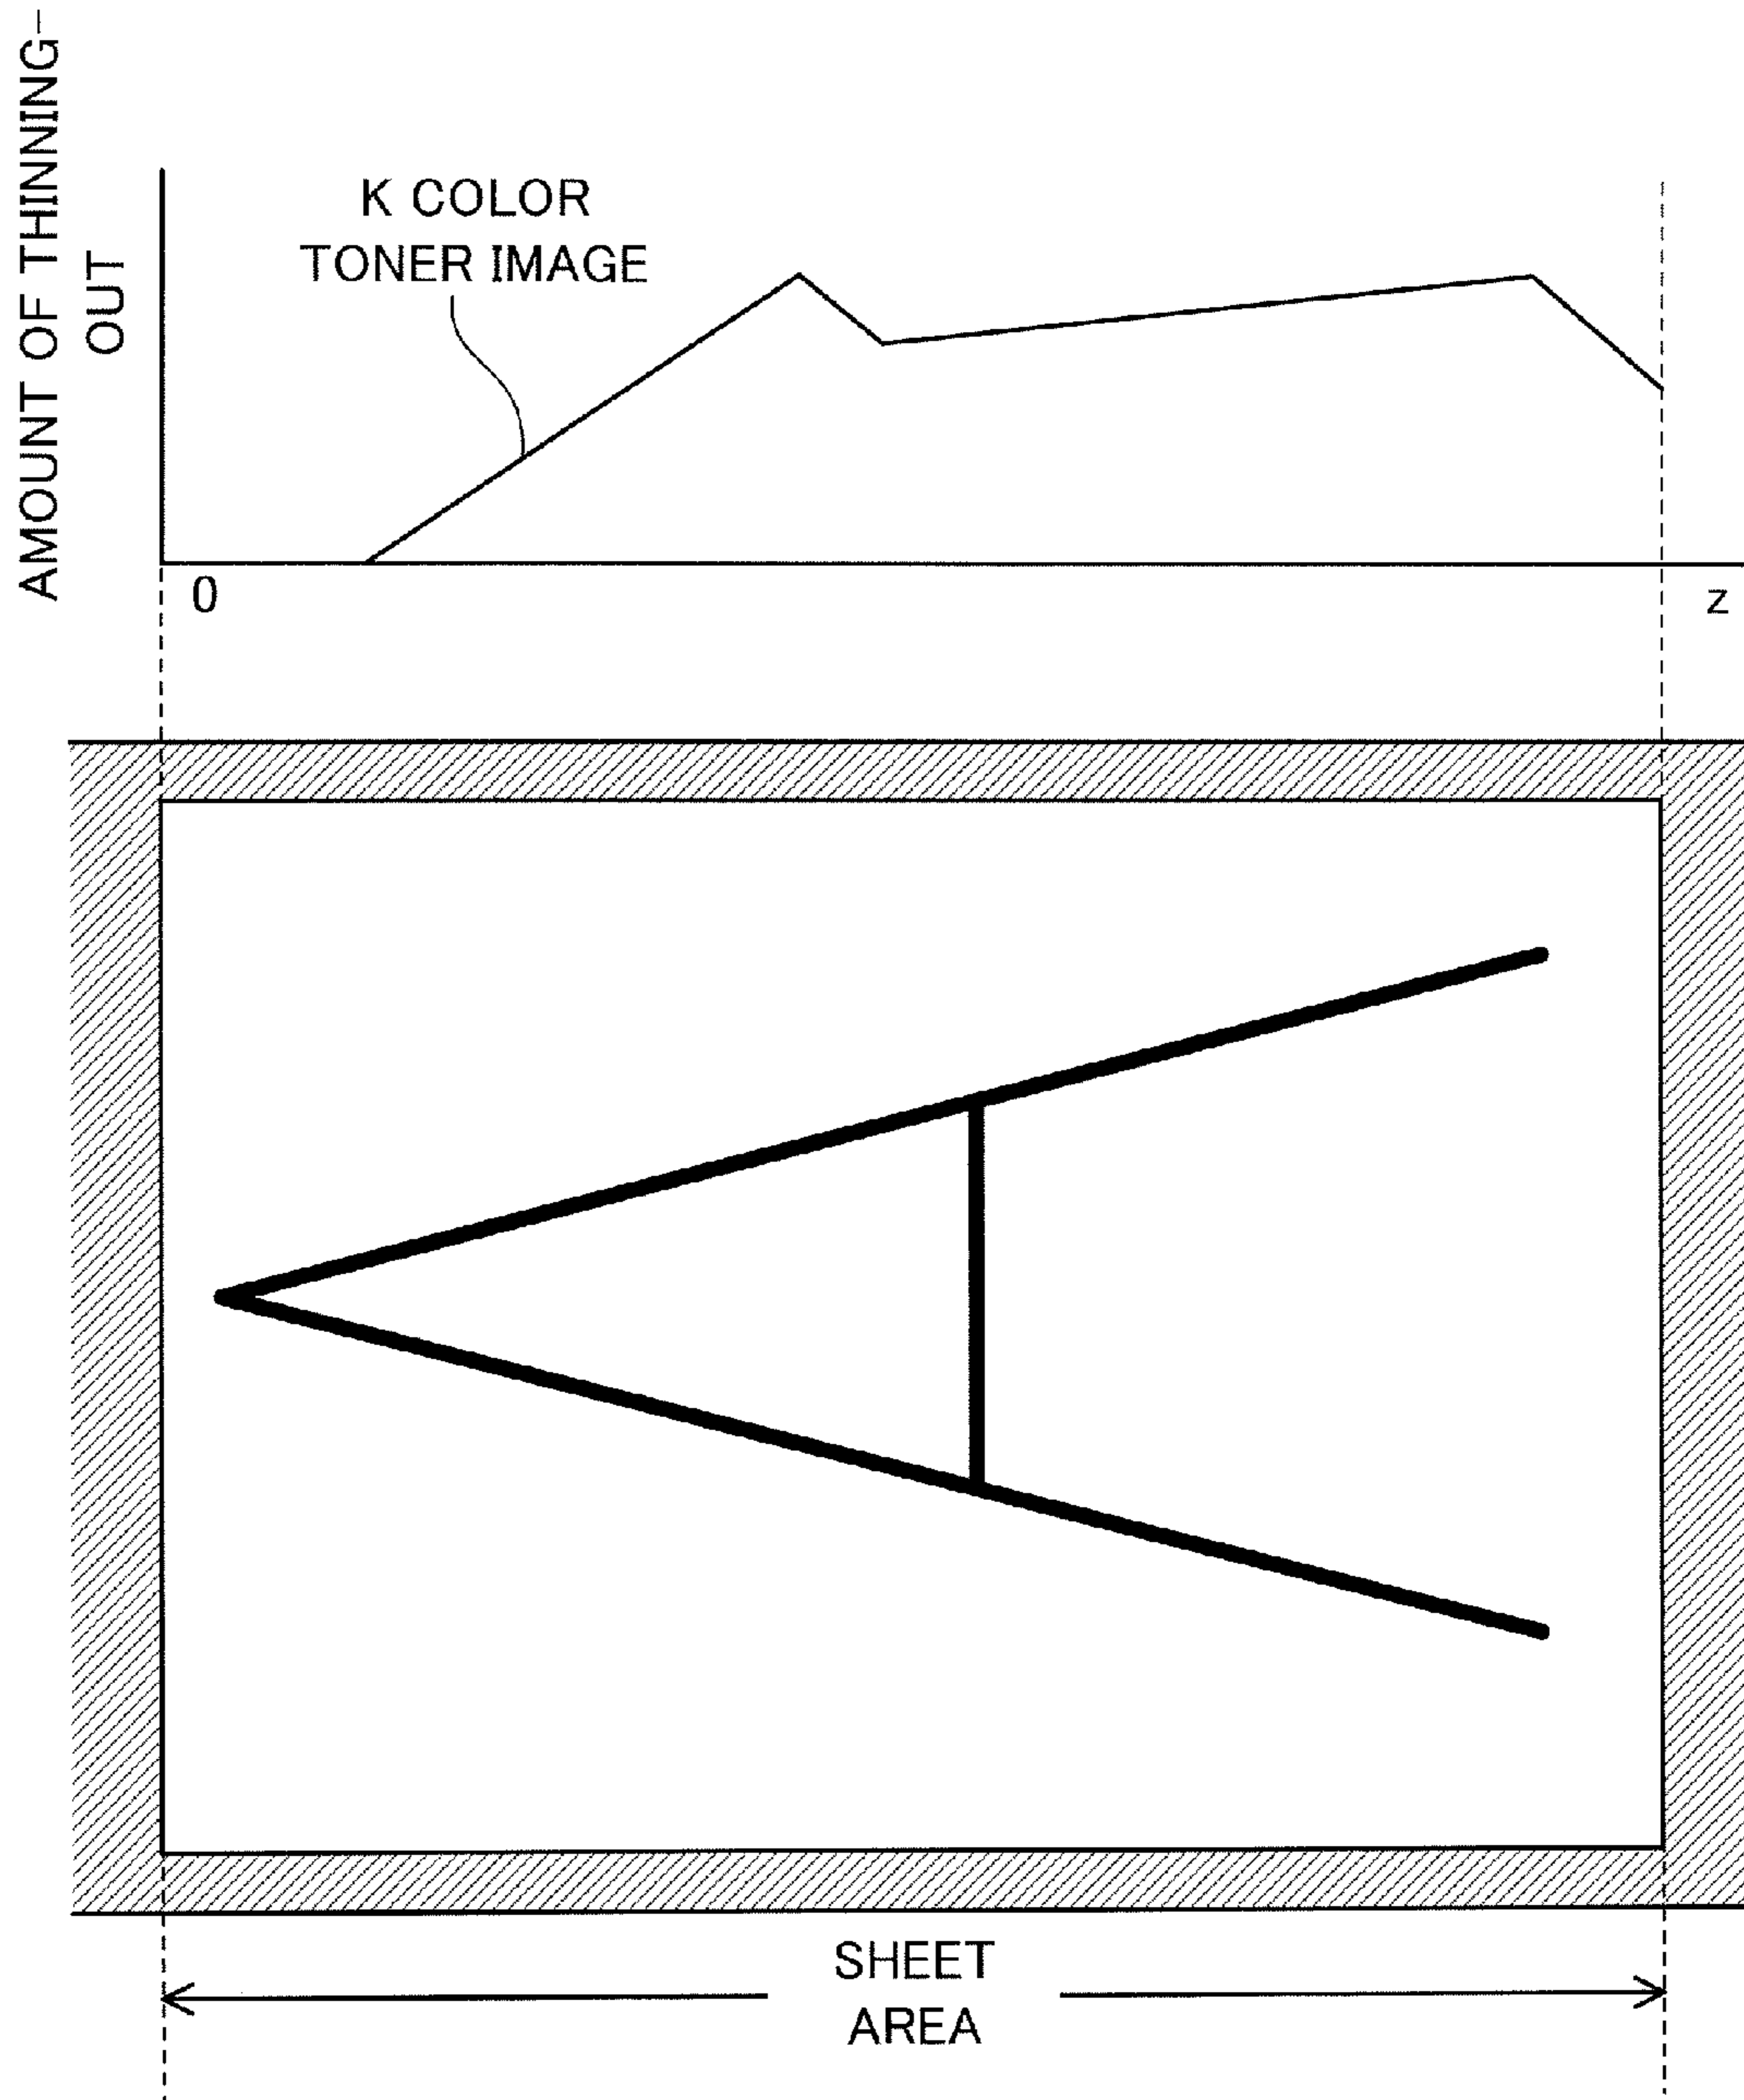 AMOUNT OF THINNING-
OUT
K COLOR
TONER IMAGE
0
z
SHEET
AREA